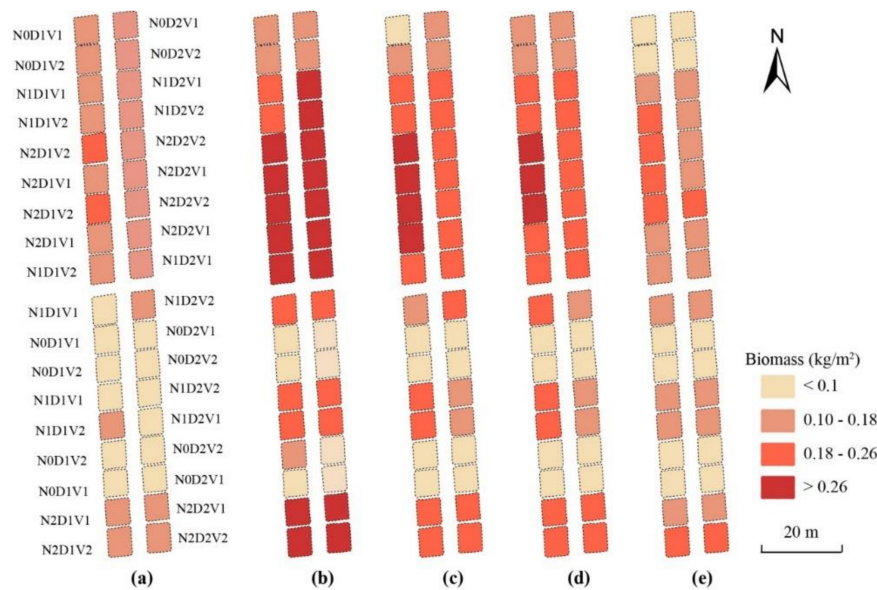 N0D1V1 N0D2V1
N0D1V2 N0D2V2
N1D1V1 N1D2V1
N1D1V2 N1D2V2
N2D1V2 N2D2V2
N2D1V1 N2D2V1
N2D1V2 N2D2V2
N2D1V1 N2D2V1
N1D1V2 N1D2V1
N1D1V1 N1D2V2
N0D1V1 N0D2V1
N0D1V2 N0D2V2
N1D1V1 N1D2V2
N1D1V2 N1D2V1
N0D1V2 N0D2V2
N0D1V1 N0D2V1
N2D1V1 N2D2V1
N2D1V2 N2D2V2
(a) (b) (c) (d) (e)
N
Biomass (kg/m²)
< 0.1
0.10 - 0.18
0.18 - 0.26
> 0.26
20 m